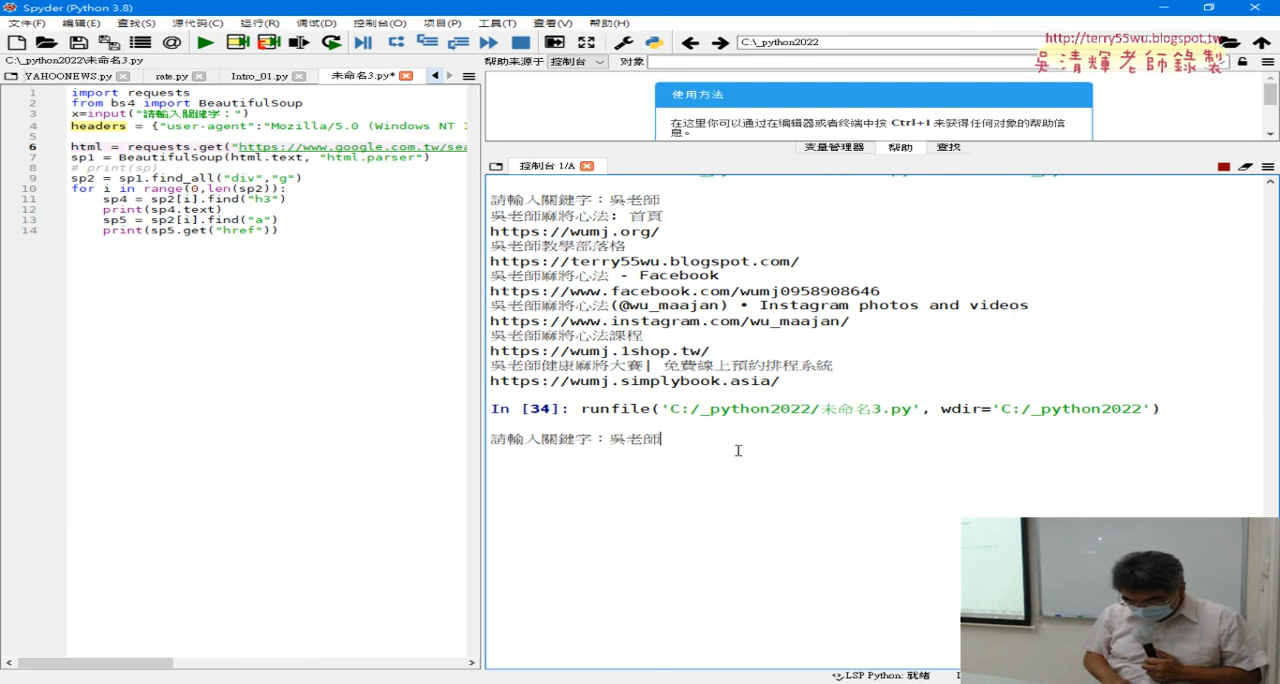 Spyder (Python 3.8)
文件(F) 编辑(E) 查找(S) 源代码(C) 运行(R) 调试(D) 控制台(O) 项目(P) 工具(T) 查看(V) 帮助(H)
C:\_python2022
http://terry55wu.blogspot.tw
吳清輝老師錄製
C:\_python2022\未命名3.py
YAHOONEWS.py rate.py Intro_01.py 未命名3.py*
帮助来源于 控制台 对象
使用方法
在这里你可以通过在编辑器或者终端中按 Ctrl+I 来获得任何对象的帮助信
息。
变量管理器 帮助 查找
控制台 1/A
1 import requests
2 from bs4 import BeautifulSoup
3 x=input("請輸入關鍵字：")
4 headers = {"user-agent":"Mozilla/5.0 (Windows NT
5
6 html = requests.get("https://www.google.com.tw/sea
7 sp1 = BeautifulSoup(html.text, "html.parser")
8 # print(sp)
9 sp2 = sp1.find_all("div","g")
10 for i in range(0,len(sp2)):
11 sp4 = sp2[i].find("h3")
12 print(sp4.text)
13 sp5 = sp2[i].find("a")
14 print(sp5.get("href"))
請輸入關鍵字：吳老師
吳老師麻將心法: 首頁
https://wumj.org/
吳老師教學部落格
https://terry55wu.blogspot.com/
吳老師麻將心法 - Facebook
https://www.facebook.com/wumj0958908646
吳老師麻將心法(@wu_maajan) • Instagram photos and videos
https://www.instagram.com/wu_maajan/
吳老師麻將心法課程
https://wumj.1shop.tw/
吳老師健康麻將大賽| 免費線上預約排程系統
https://wumj.simplybook.asia/
In [34]: runfile('C:/_python2022/未命名3.py', wdir='C:/_python2022')
請輸入關鍵字：吳老師
LSP Python: 就绪